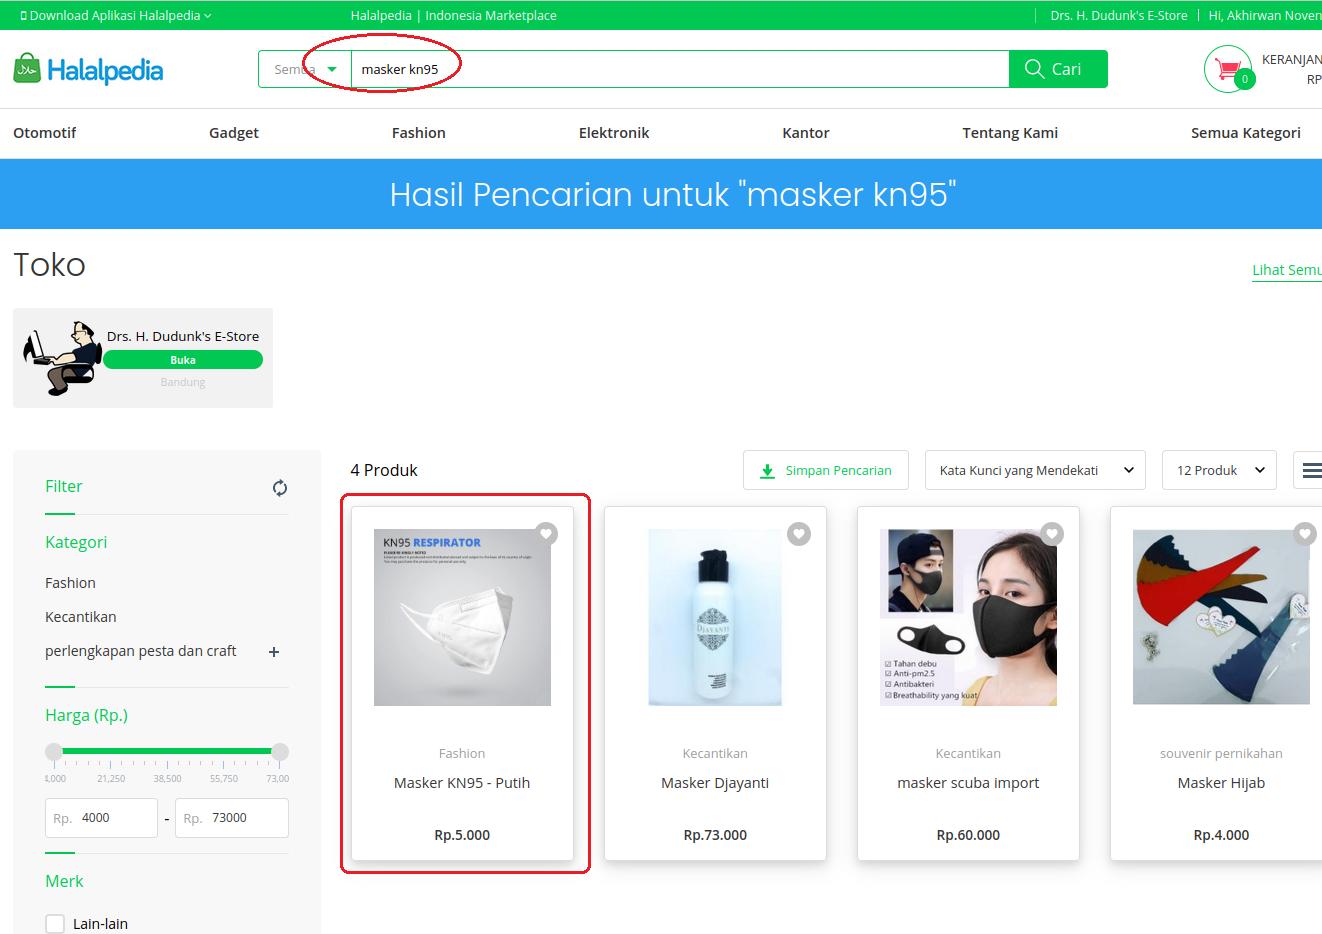 Download Aplikasi Halalpedia
Halalpedia | Indonesia Marketplace
Drs. H. Dudunk's E-Store
Hi, Akhirwan Noven
Halalpedia
Semua
masker kn95
Cari
0
KERANJAN
RP
Otomotif
Gadget
Fashion
Elektronik
Kantor
Tentang Kami
Semua Kategori
Hasil Pencarian untuk "masker kn95"
Toko
Lihat Semu
Drs. H. Dudunk's E-Store
Buka
Bandung
Filter
Kategori
Fashion
Kecantikan
perlengkapan pesta dan craft +
Harga (Rp.)
4,000 21,250 38,500 55,750 73,00
Rp. 4000 - Rp. 73000
Merk
Lain-lain
4 Produk
Simpan Pencarian
Kata Kunci yang Mendekati
12 Produk
KN95 RESPIRATOR
Fashion
Masker KN95 - Putih
Rp.5.000
DJAYANTI
Kecantikan
Masker Djayanti
Rp.73.000
Tahan debu
Anti-pm2.5
Antibakteri
Breathability yang kuat
Kecantikan
masker scuba import
Rp.60.000
souvenir pernikahan
Masker Hijab
Rp.4.000